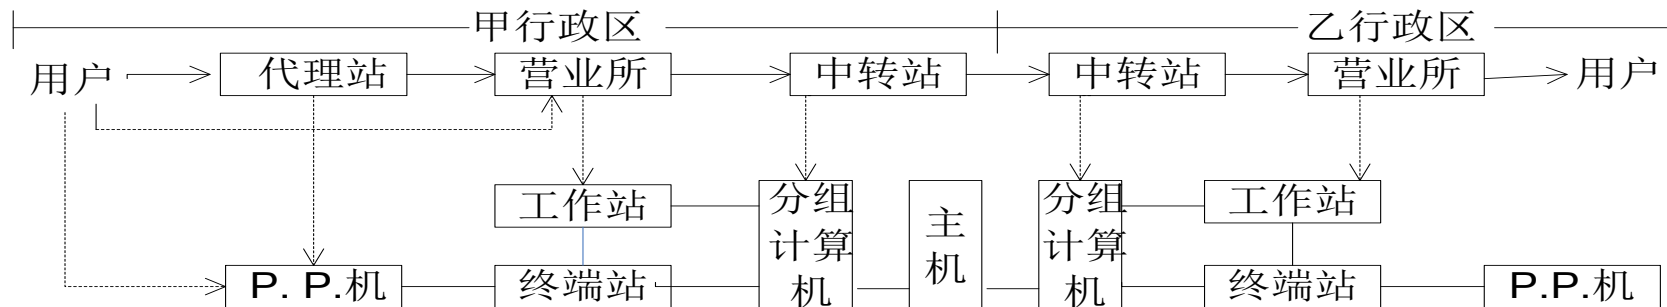 甲行政区 乙行政区
用户 代理站 营业所 中转站 中转站 营业所 用户
工作站 分组计算机 主机 分组计算机 工作站
P. P.机 终端站 终端站 P.P.机